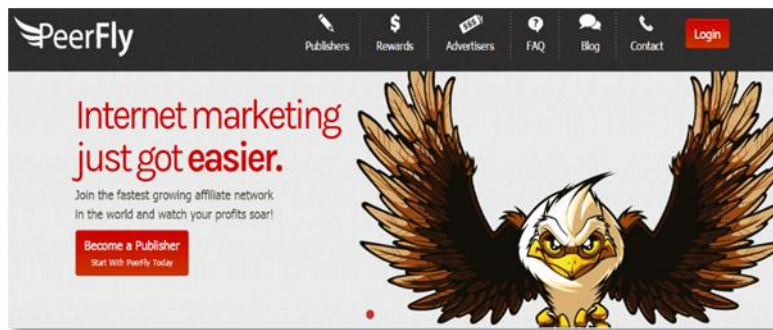 PeerFly
Publishers
$
Rewards
$$$
Advertisers
?
FAQ
Blog
Contact
Login
Internet marketing
just got easier.
Join the fastest growing affiliate network
in the world and watch your profits soar!
Become a Publisher
Start With PeerFly Today